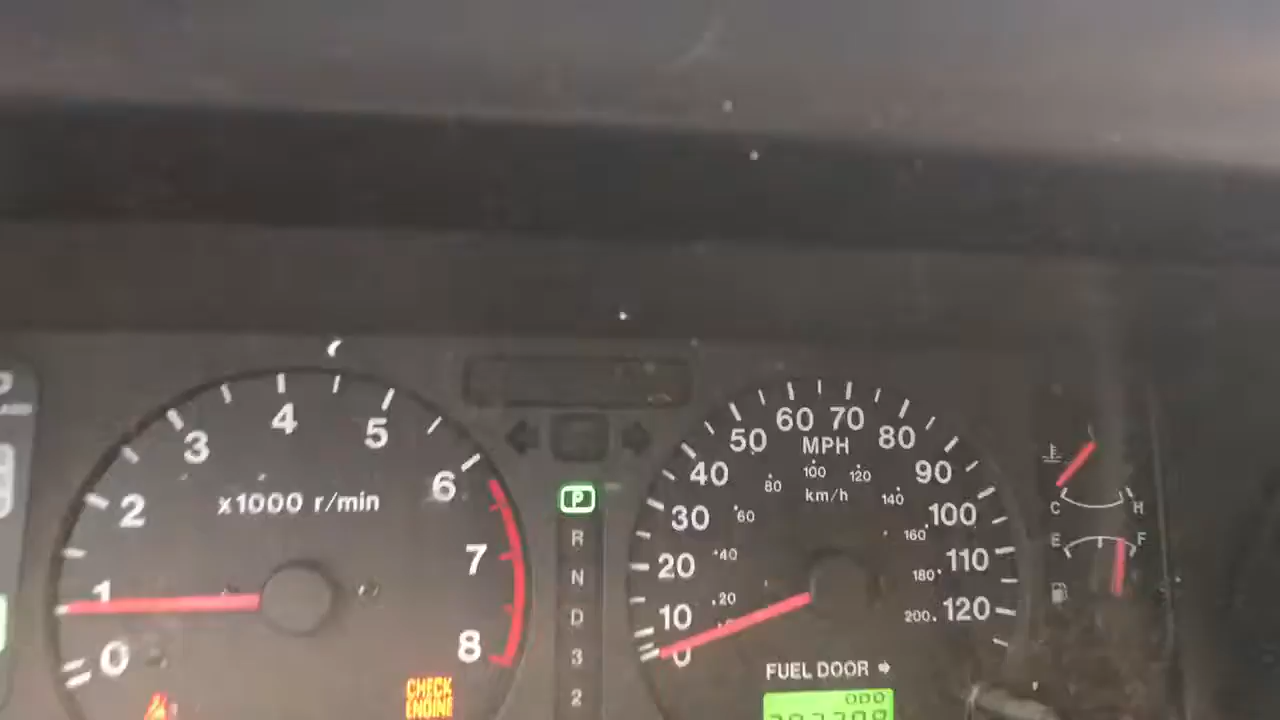 0 1 2 3 4 5 6 7 8
x1000 r/min
CHECK
ENGINE
P
R
N
D
3
2
0 10 20 30 40 50 60 70 80 90 100 110 120
MPH
20 40 60 80 100 120 140 160 180 200
km/h
FUEL DOOR
ODO
C H
E F